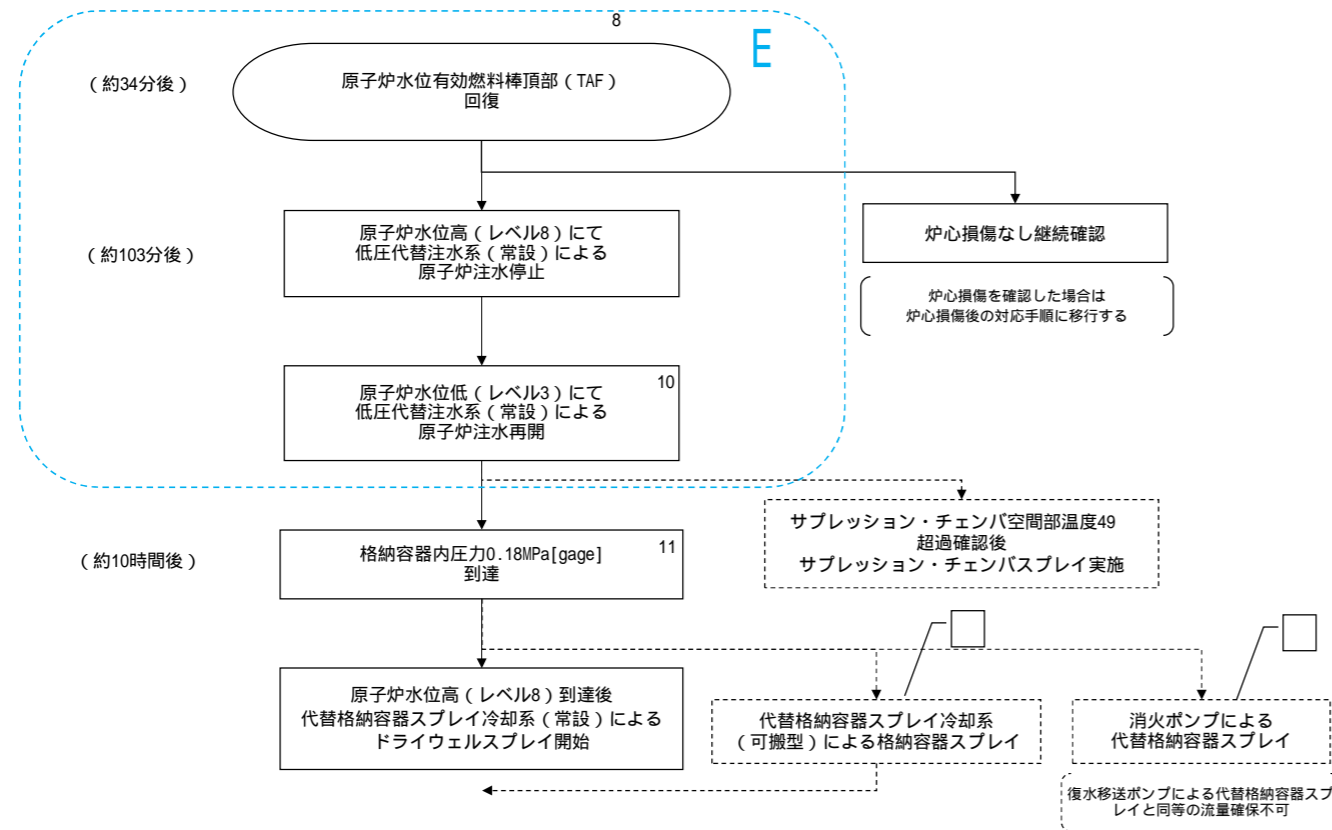 8
E
（約34分後）
原子炉水位有効燃料棒頂部（TAF）
回復
（約103分後）
原子炉水位高（レベル8）にて
低圧代替注水系（常設）による
原子炉注水停止
炉心損傷なし継続確認
炉心損傷を確認した場合は
炉心損傷後の対応手順に移行する
10
原子炉水位低（レベル3）にて
低圧代替注水系（常設）による
原子炉注水再開
サプレッション・チェンバ空間部温度49
超過確認後
サプレッション・チェンバスプレイ実施
（約10時間後）
11
格納容器内圧力0.18MPa[gage]
到達
原子炉水位高（レベル8）到達後
代替格納容器スプレイ冷却系（常設）による
ドライウェルスプレイ開始
代替格納容器スプレイ冷却系
（可搬型）による格納容器スプレイ
消火ポンプによる
代替格納容器スプレイ
復水移送ポンプによる代替格納容器スプ
レイと同等の流量確保不可